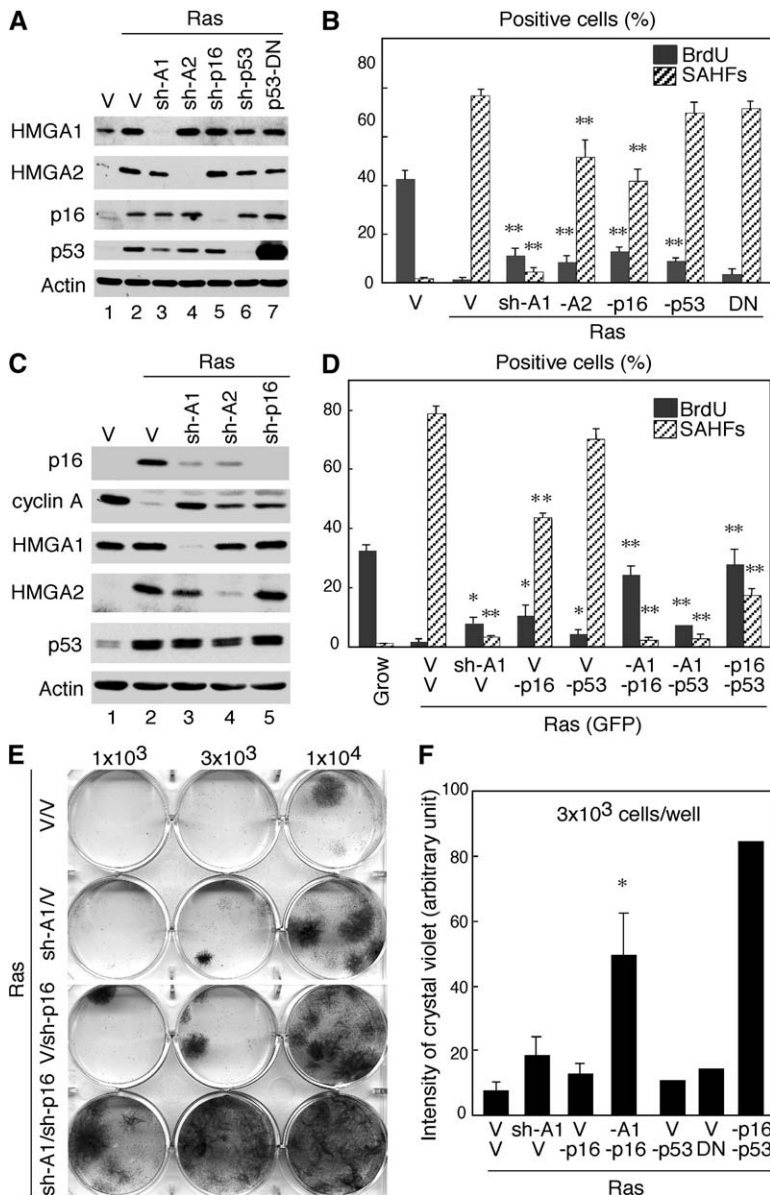 A
Ras
V
V
sh-A1
sh-A2
sh-p16
sh-p53
p53-DN
HMGA1
HMGA2
p16
p53
Actin
1 2 3 4 5 6 7
B
Positive cells (%)
BrdU
SAHFs
80
60
40
20
0
**
**
**
**
**
**
**
V V sh-A1 -A2 -p16 -p53 DN
Ras
C
Ras
V
V
sh-A1
sh-A2
sh-p16
p16
cyclin A
HMGA1
HMGA2
p53
Actin
1 2 3 4 5
D
Positive cells (%)
BrdU
SAHFs
80
60
40
20
0
*
**
*
**
*
**
**
**
**
**
**
Grow
V sh-A1 V V -A1 -A1 -p16
V V -p16 -p53 -p16 -p53 -p53
Ras (GFP)
E
1x10³ 3x10³ 1x10⁴
V/V
sh-A1/V
V/sh-p16
sh-A1/sh-p16
Ras
F
Intensity of crystal violet (arbitrary unit)
3x10³ cells/well
100
80
60
40
20
0
*
V sh-A1 V -A1 V V -p16
V V -p16 -p16 -p53 DN -p53
Ras